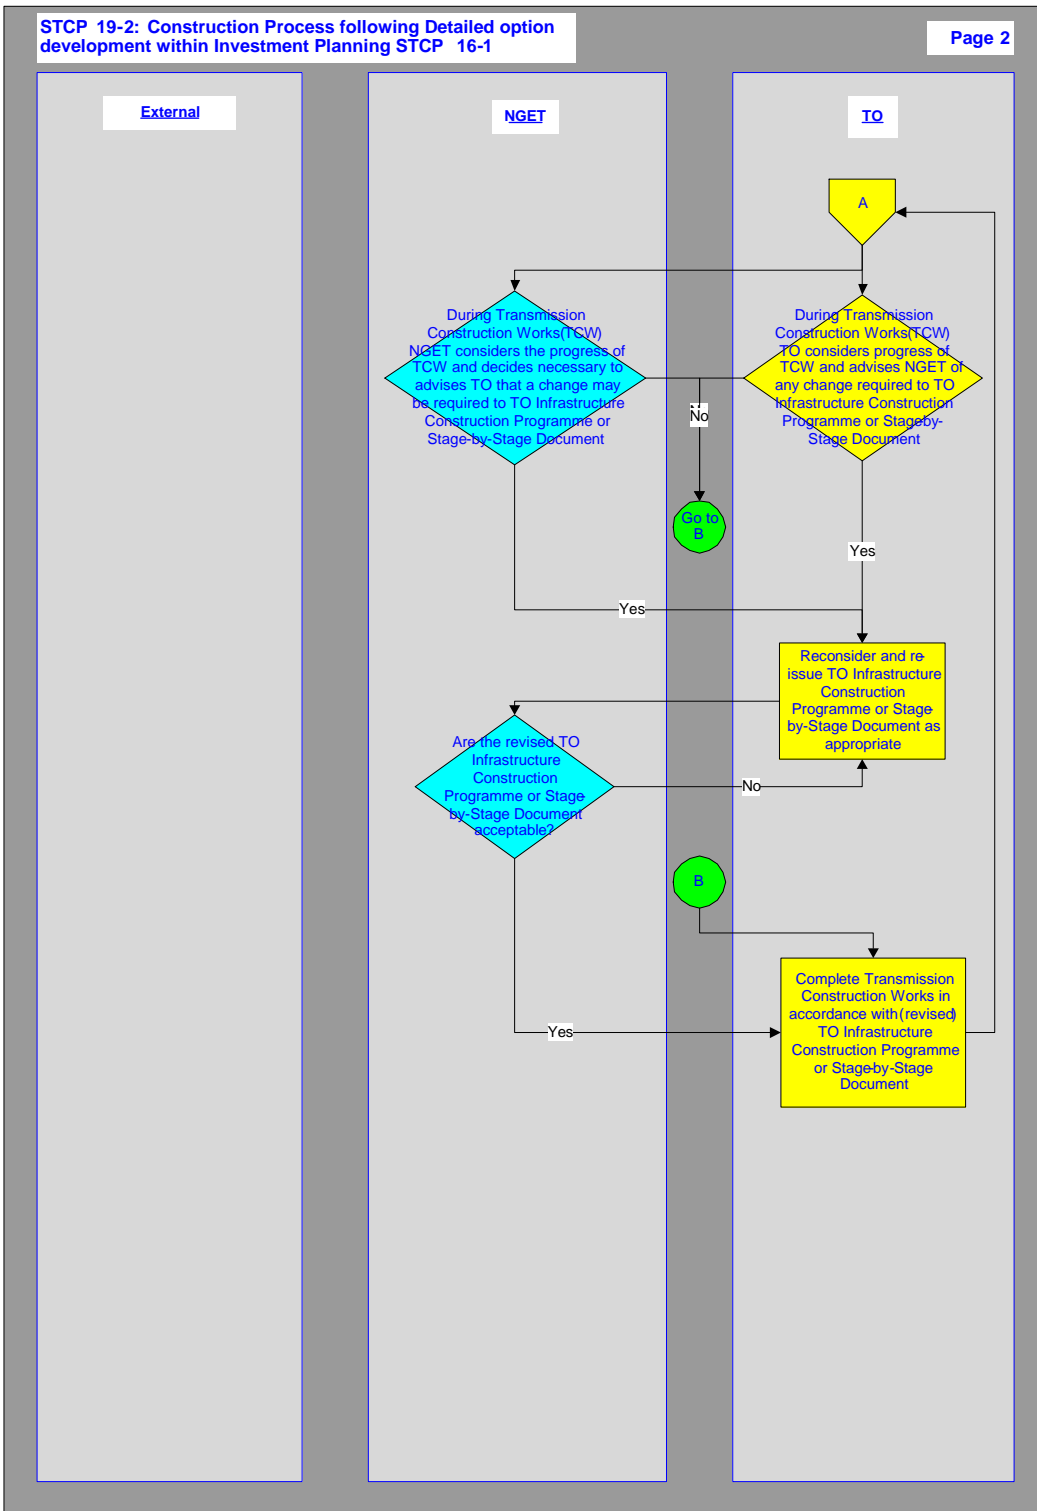 STCP 19-2: Construction Process following Detailed option
development within Investment Planning STCP 16-1
Page 2
External
NGET
TO
A
During Transmission
Construction Works(TCW)
NGET considers the progress of
TCW and decides necessary to
advises TO that a change may
be required to TO Infrastructure
Construction Programme or
Stage-by-Stage Document
During Transmission
Construction Works(TCW)
TO considers progress of
TCW and advises NGET of
any change required to TO
Infrastructure Construction
Programme or Stageby-
Stage Document
No
Go to
B
Yes
Yes
Reconsider and re-
issue TO Infrastructure
Construction
Programme or Stage-
by-Stage Document as
appropriate
Are the revised TO
Infrastructure
Construction
Programme or Stage-
by-Stage Document
acceptable?
No
B
Complete Transmission
Construction Works in
accordance with(revised)
TO Infrastructure
Construction Programme
or Stage-by-Stage
Document
Yes